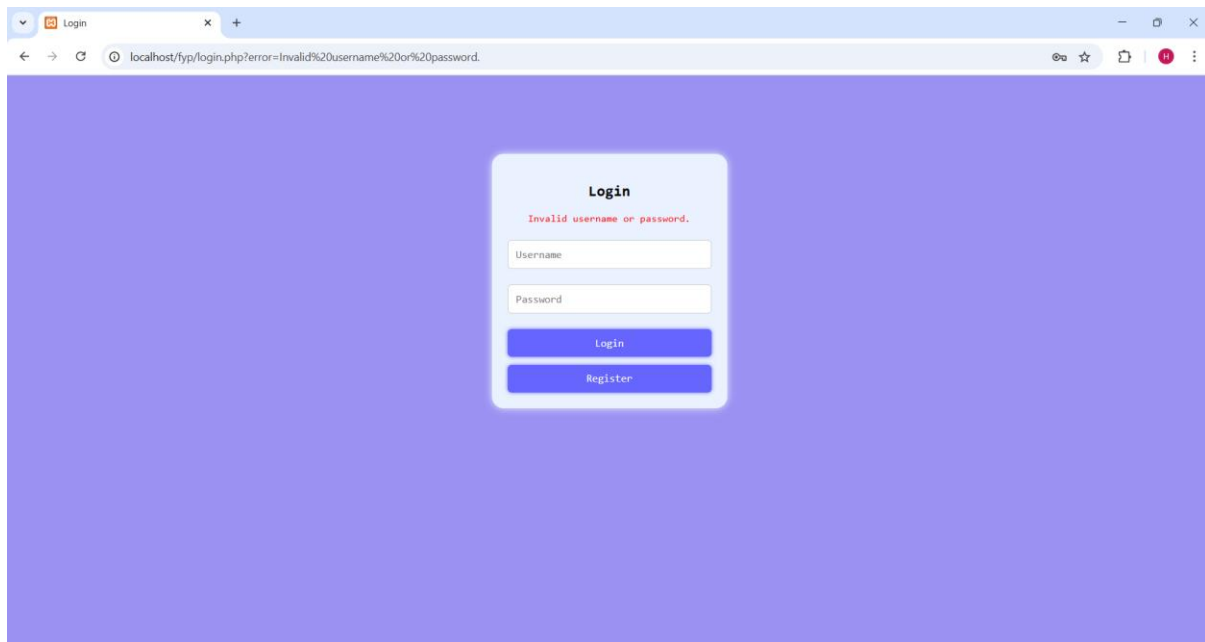 Login
localhost/fyp/login.php?error=Invalid%20username%20or%20password.
H
Login
Invalid username or password.
Username
Password
Login
Register